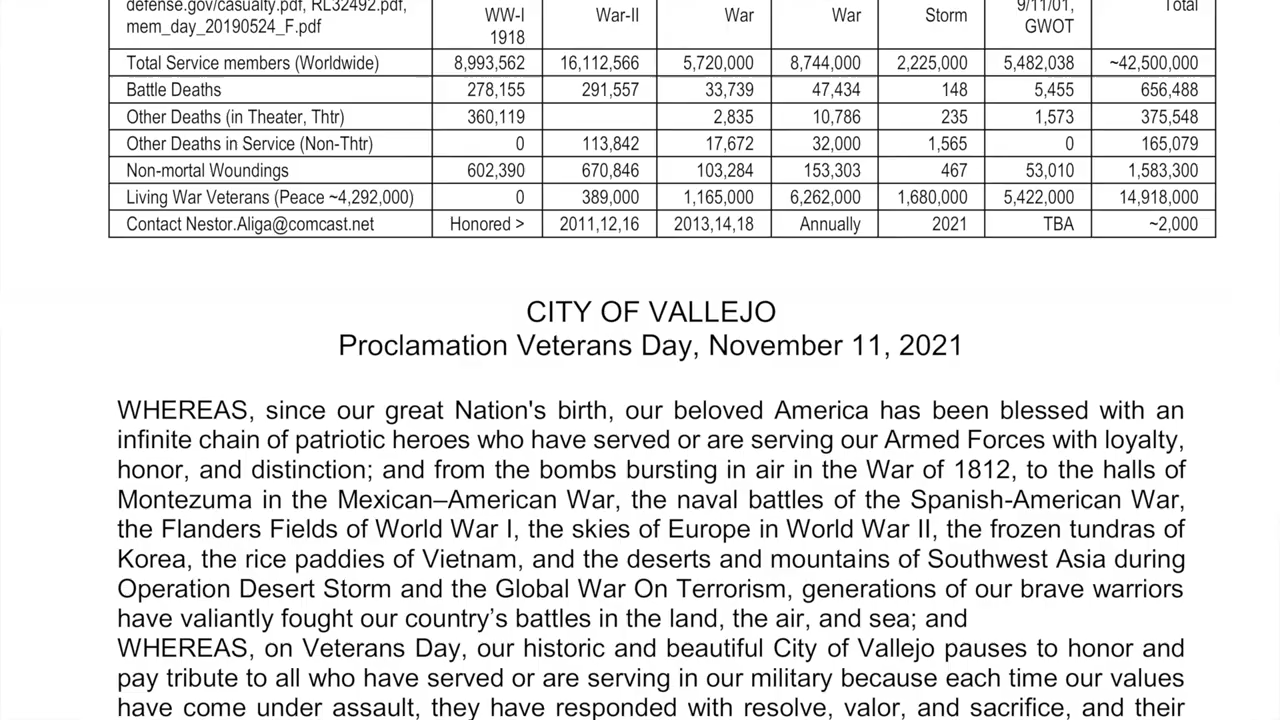 defense.gov/casualty.pdf, RL32492.pdf,
mem_day_20190524_F.pdf
WW-I
1918
War-II
War
War
Storm
9/11/01,
GWOT
Total
Total Service members (Worldwide) 8,993,562 16,112,566 5,720,000 8,744,000 2,225,000 5,482,038 ~42,500,000
Battle Deaths 278,155 291,557 33,739 47,434 148 5,455 656,488
Other Deaths (in Theater, Thtr) 360,119 2,835 10,786 235 1,573 375,548
Other Deaths in Service (Non-Thtr) 0 113,842 17,672 32,000 1,565 0 165,079
Non-mortal Woundings 602,390 670,846 103,284 153,303 467 53,010 1,583,300
Living War Veterans (Peace ~4,292,000) 0 389,000 1,165,000 6,262,000 1,680,000 5,422,000 14,918,000
Contact Nestor.Aliga@comcast.net Honored > 2011,12,16 2013,14,18 Annually 2021 TBA ~2,000
CITY OF VALLEJO
Proclamation Veterans Day, November 11, 2021
WHEREAS, since our great Nation's birth, our beloved America has been blessed with an
infinite chain of patriotic heroes who have served or are serving our Armed Forces with loyalty,
honor, and distinction; and from the bombs bursting in air in the War of 1812, to the halls of
Montezuma in the Mexican–American War, the naval battles of the Spanish-American War,
the Flanders Fields of World War I, the skies of Europe in World War II, the frozen tundras of
Korea, the rice paddies of Vietnam, and the deserts and mountains of Southwest Asia during
Operation Desert Storm and the Global War On Terrorism, generations of our brave warriors
have valiantly fought our country’s battles in the land, the air, and sea; and
WHEREAS, on Veterans Day, our historic and beautiful City of Vallejo pauses to honor and
pay tribute to all who have served or are serving in our military because each time our values
have come under assault, they have responded with resolve, valor, and sacrifice, and their